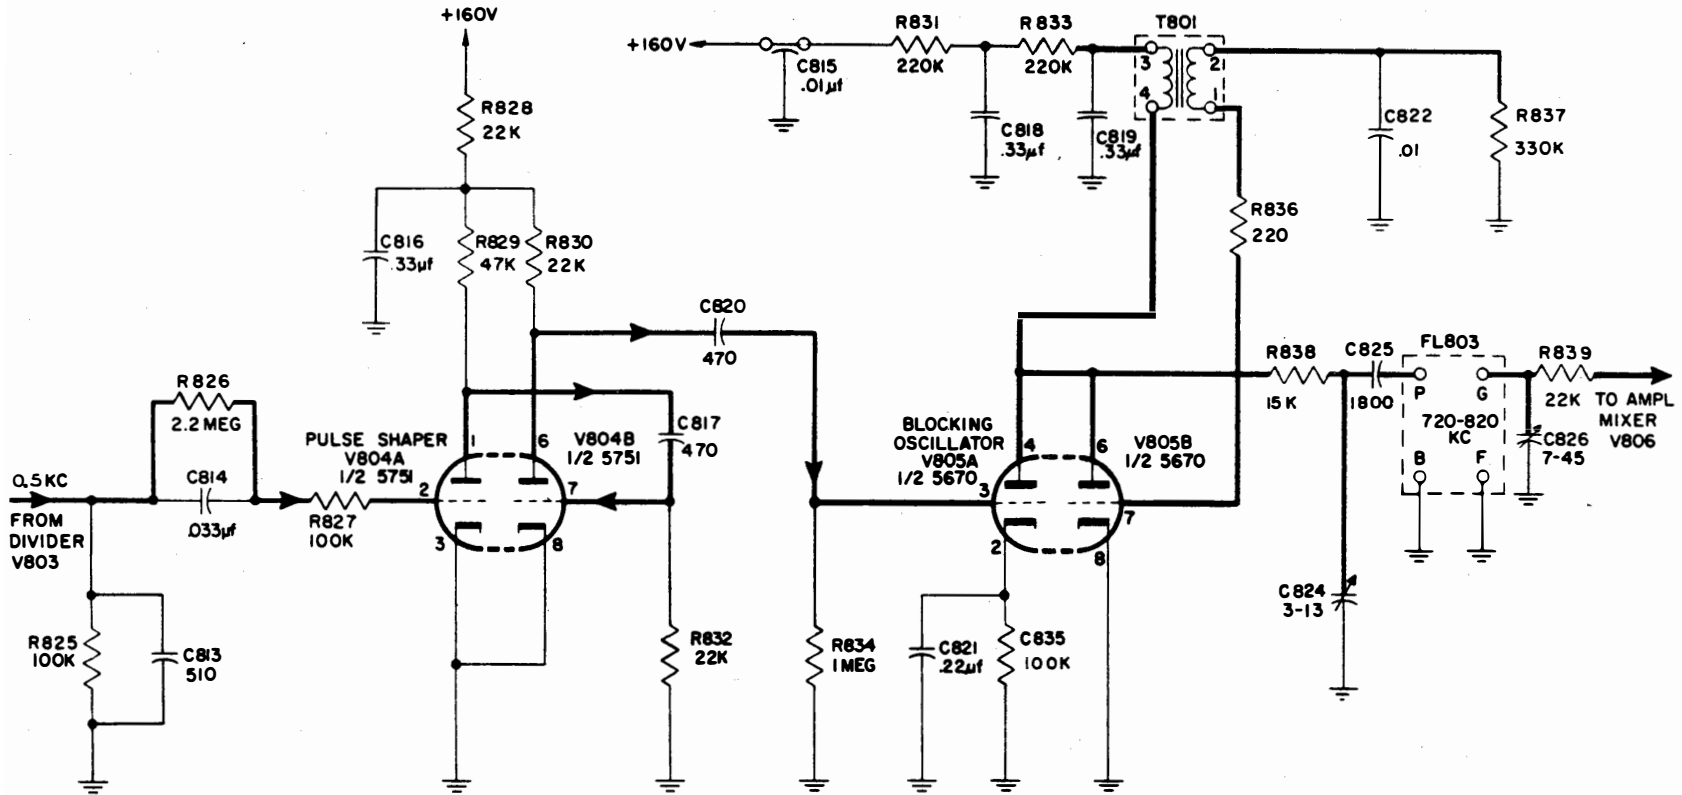 +160V
R828
22K
C816
.33µf
R829
47K
R830
22K
R826
2.2 MEG
C814
.033µf
0.5KC
FROM
DIVIDER
V803
R827
100K
R825
100K
C813
510
PULSE SHAPER
V804A
1/2 5751
V804B
1/2 5751
1
6
2
7
3
8
C817
470
C820
470
R832
22K
+160V
C815
.01µf
R831
220K
R833
220K
C818
.33µf
C819
.33µf
T801
3
2
4
1
C822
.01
R837
330K
R836
220
BLOCKING
OSCILLATOR
V805A
1/2 5670
V805B
1/2 5670
4
6
3
7
2
8
R834
1MEG
C821
.22µf
C835
100K
R838
15K
C825
1800
FL803
P
G
720-820
KC
B
F
R839
22K
TO AMPL
MIXER
V806
C826
7-45
C824
3-13